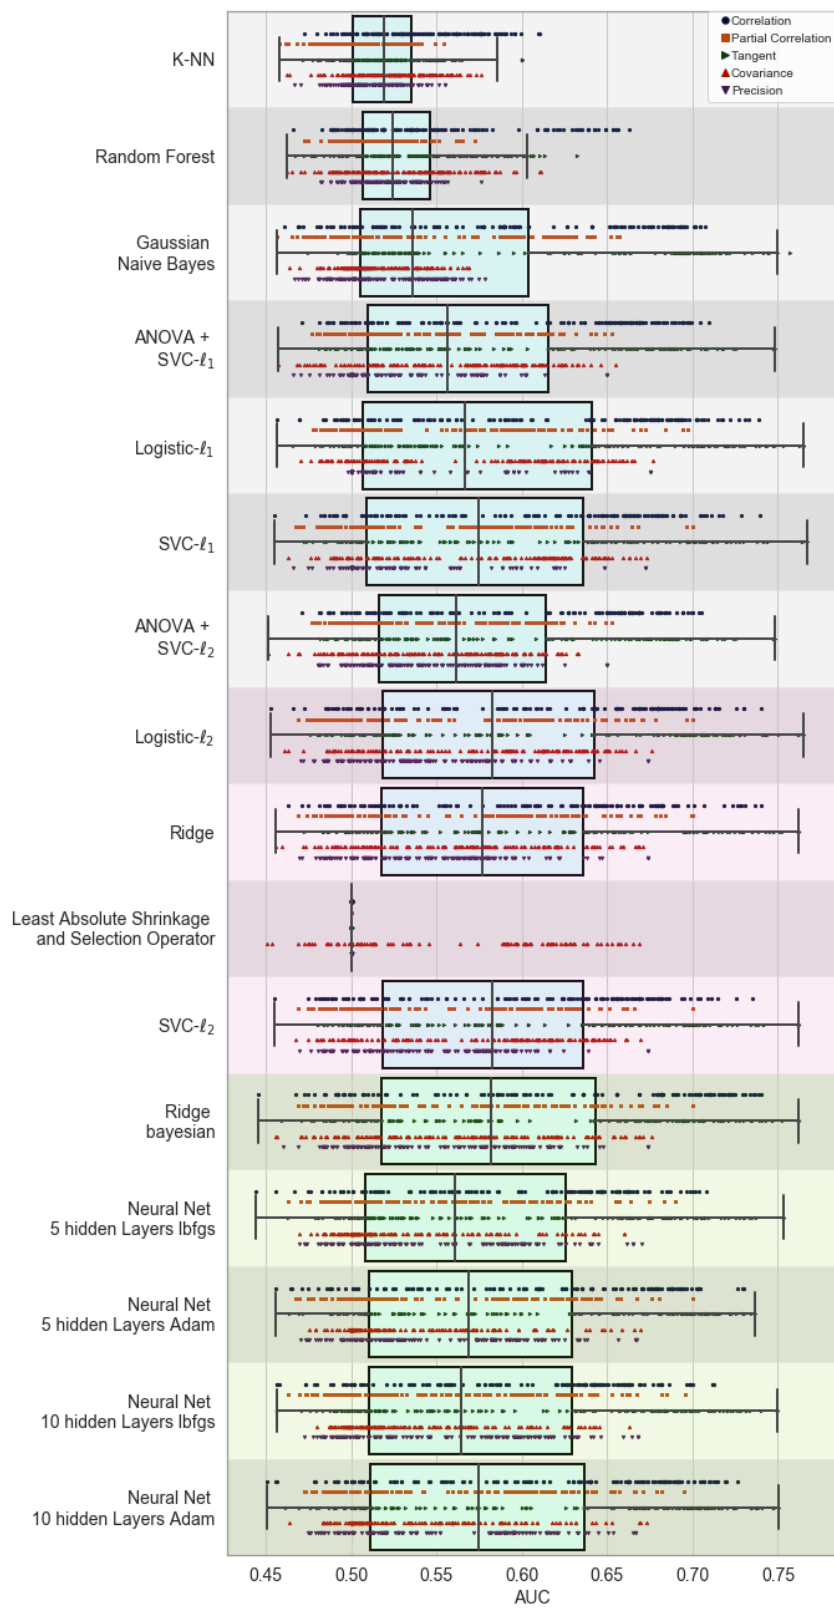 Correlation
Partial Correlation
Tangent
Covariance
Precision
K-NN
Random Forest
Gaussian
Naive Bayes
ANOVA +
SVC-ℓ₁
Logistic-ℓ₁
SVC-ℓ₁
ANOVA +
SVC-ℓ₂
Logistic-ℓ₂
Ridge
Least Absolute Shrinkage
and Selection Operator
SVC-ℓ₂
Ridge
bayesian
Neural Net
5 hidden Layers lbfgs
Neural Net
5 hidden Layers Adam
Neural Net
10 hidden Layers lbfgs
Neural Net
10 hidden Layers Adam
0.45 0.50 0.55 0.60 0.65 0.70 0.75
AUC